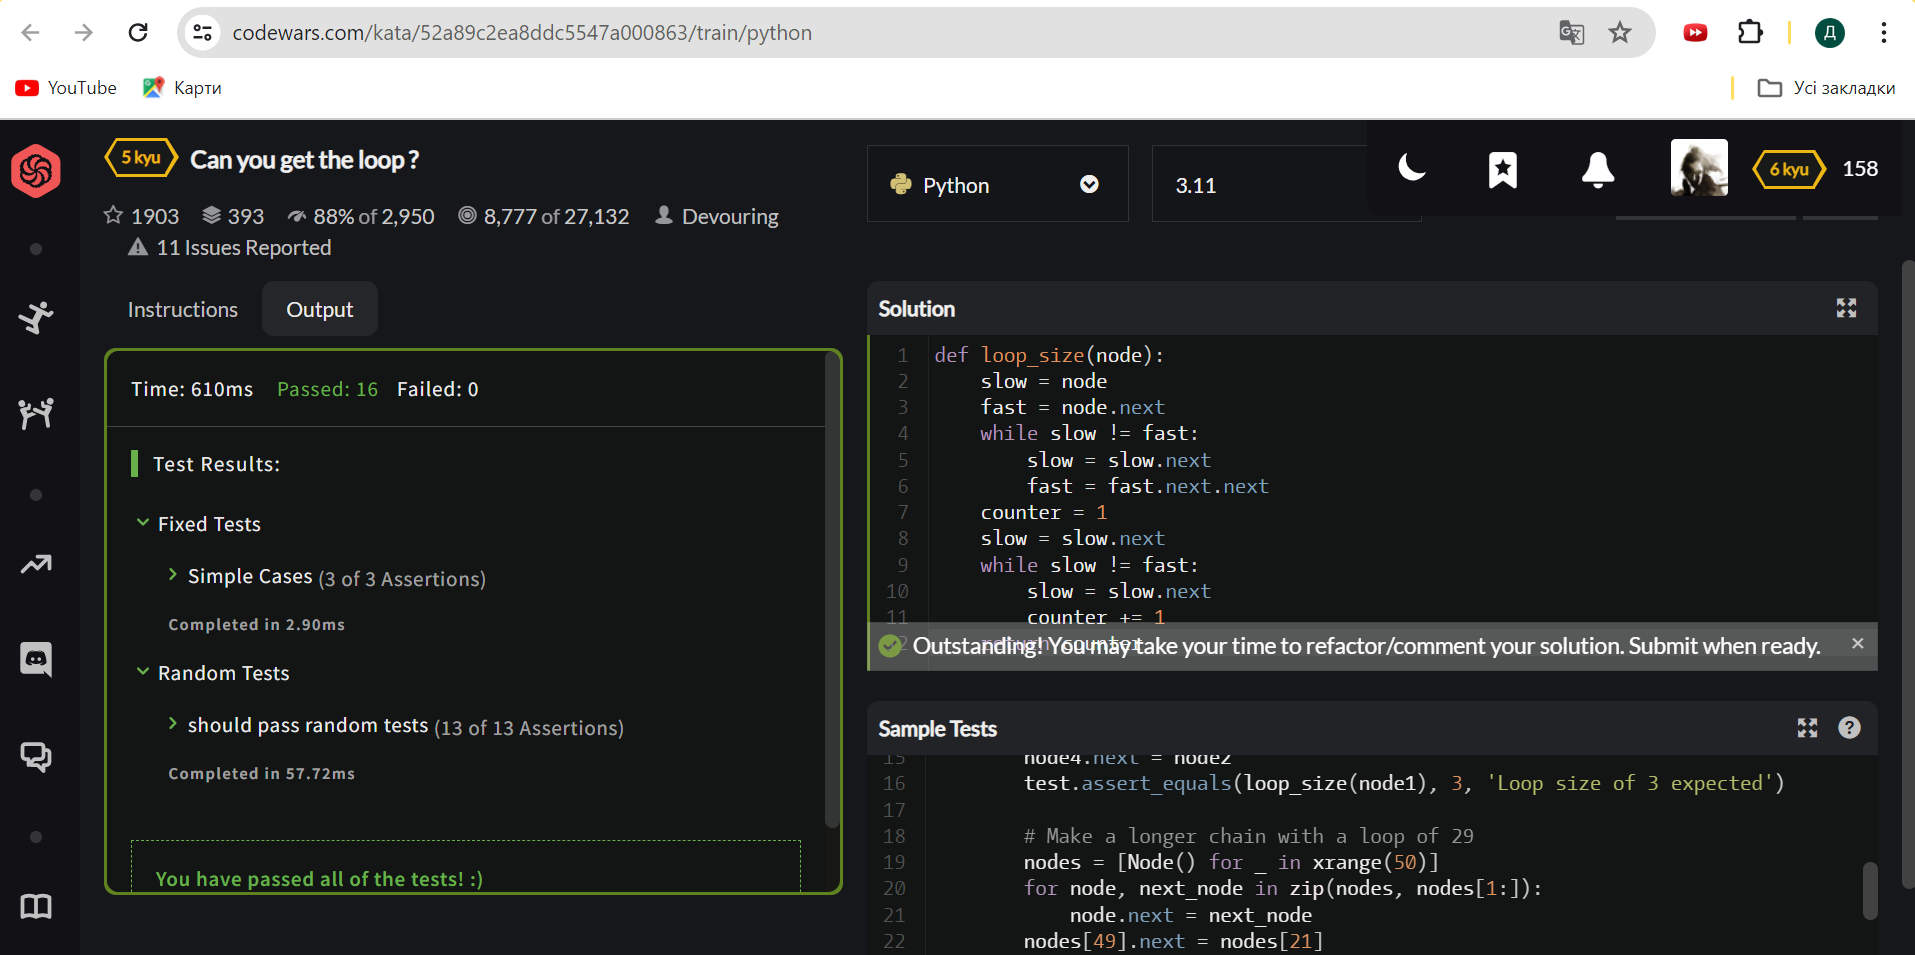 codewars.com/kata/52a89c2ea8ddc5547a000863/train/python
Д
YouTube
Карти
Усі закладки
5 kyu
Can you get the loop ?
1903 393 88% of 2,950 8,777 of 27,132 Devouring
11 Issues Reported
Python
3.11
6 kyu
158
Instructions
Output
Time: 610ms Passed: 16 Failed: 0
Test Results:
Fixed Tests
Simple Cases (3 of 3 Assertions)
Completed in 2.90ms
Random Tests
should pass random tests (13 of 13 Assertions)
Completed in 57.72ms
You have passed all of the tests! :)
Solution
1 def loop_size(node):
2 slow = node
3 fast = node.next
4 while slow != fast:
5 slow = slow.next
6 fast = fast.next.next
7 counter = 1
8 slow = slow.next
9 while slow != fast:
10 slow = slow.next
11 counter += 1
12 return counter
Outstanding! You may take your time to refactor/comment your solution. Submit when ready.
Sample Tests
15 node4.next = node2
16 test.assert_equals(loop_size(node1), 3, 'Loop size of 3 expected')
17
18 # Make a longer chain with a loop of 29
19 nodes = [Node() for _ in xrange(50)]
20 for node, next_node in zip(nodes, nodes[1:]):
21 node.next = next_node
22 nodes[49].next = nodes[21]